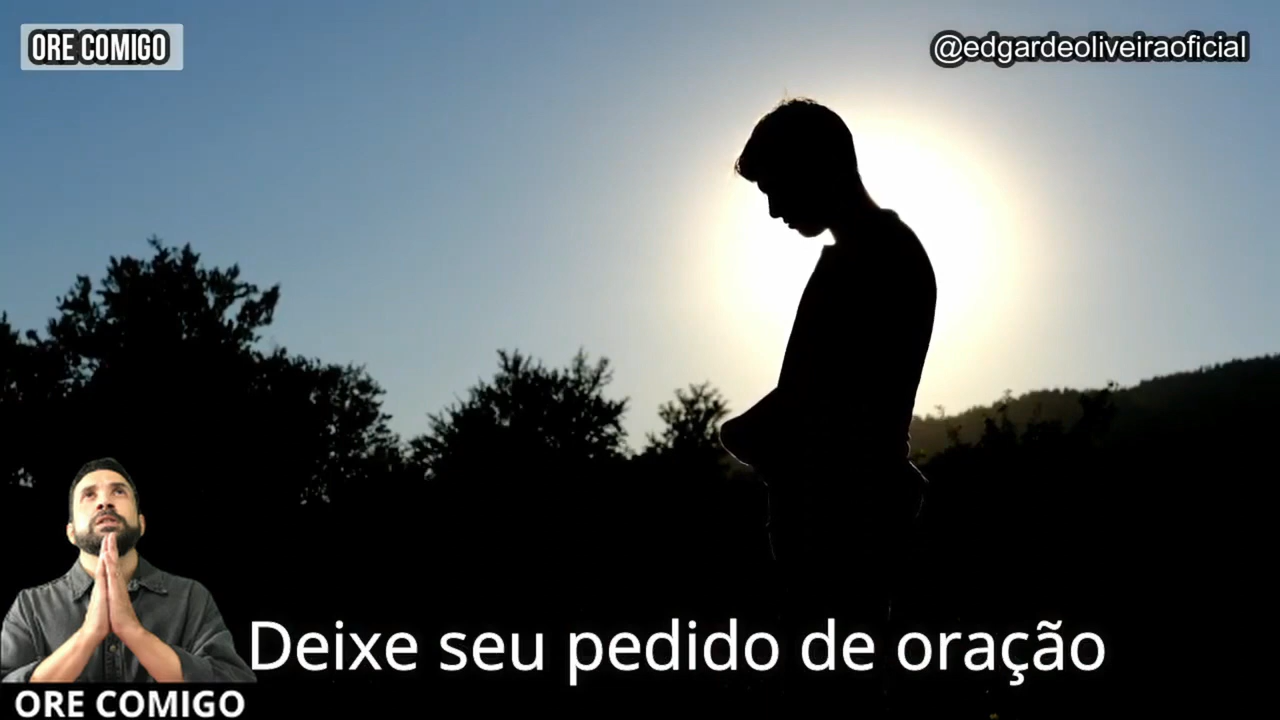 ORE COMIGO
@edgardeoliveiraoficial
Deixe seu pedido de oração
ORE COMIGO